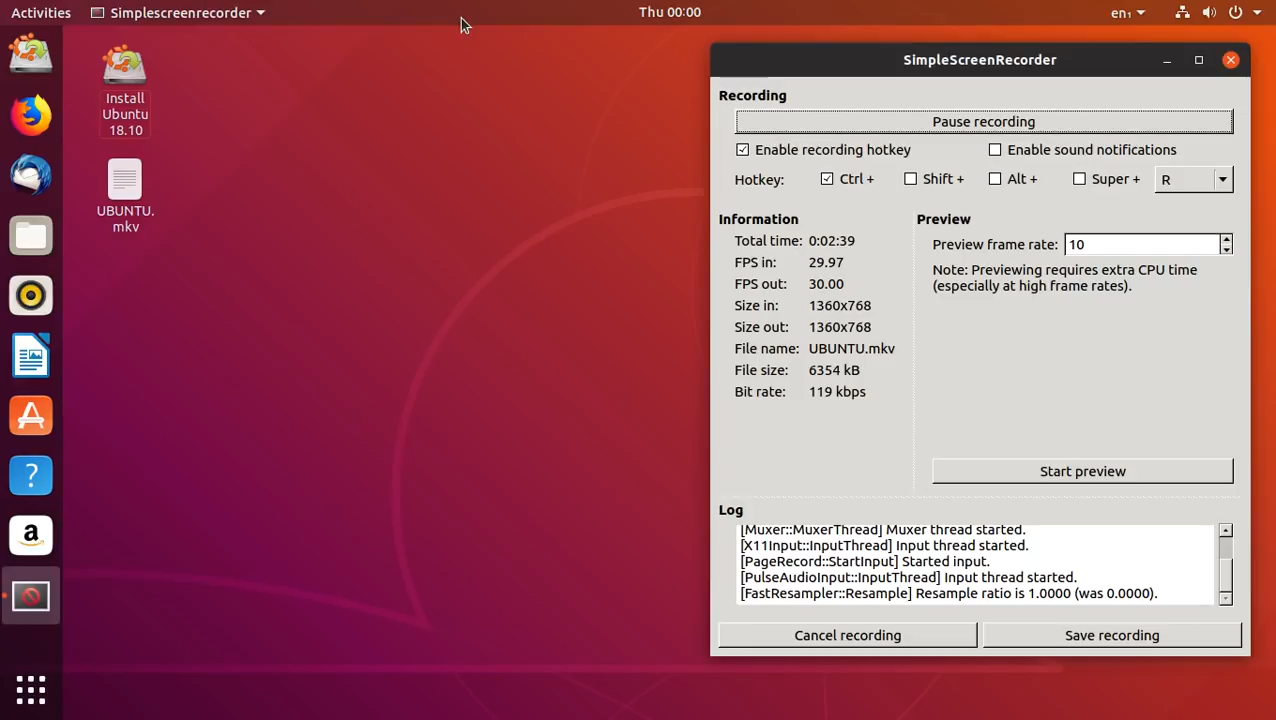 Activities
Simplescreenrecorder
Thu 00:00
en₁
Install
Ubuntu
18.10
UBUNTU.
mkv
SimpleScreenRecorder
Recording
Pause recording
Enable recording hotkey
Enable sound notifications
Hotkey: Ctrl + Shift + Alt + Super + R
Information
Total time: 0:02:39
FPS in: 29.97
FPS out: 30.00
Size in: 1360x768
Size out: 1360x768
File name: UBUNTU.mkv
File size: 6354 kB
Bit rate: 119 kbps
Preview
Preview frame rate: 10
Note: Previewing requires extra CPU time
(especially at high frame rates).
Start preview
Log
[Muxer::MuxerThread] Muxer thread started.
[X11Input::InputThread] Input thread started.
[PageRecord::StartInput] Started input.
[PulseAudioInput::InputThread] Input thread started.
[FastResampler::Resample] Resample ratio is 1.0000 (was 0.0000).
Cancel recording
Save recording